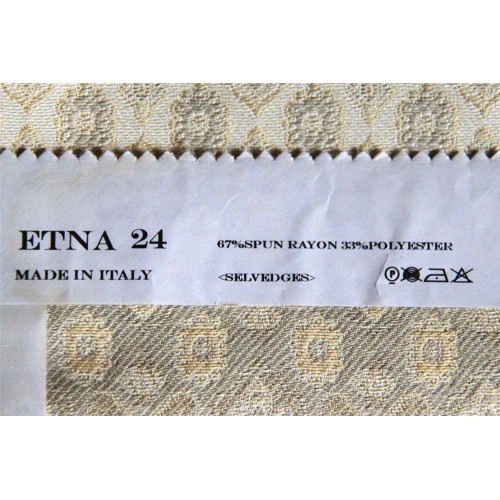 ETNA 24
67%SPUN RAYON 33%POLYESTER
MADE IN ITALY
<SELVEDGES>